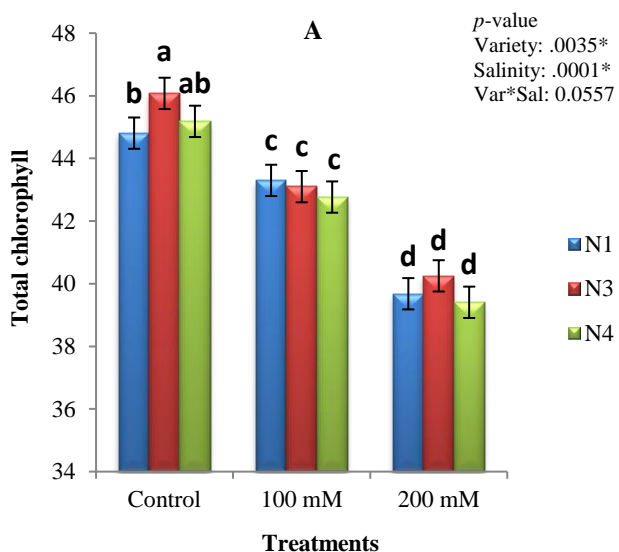 A
p-value
Variety: .0035*
Salinity: .0001*
Var*Sal: 0.0557
Total chlorophyll
48
46
44
42
40
38
36
34
b a ab
c c c
d d d
N1
N3
N4
Control 100 mM 200 mM
Treatments